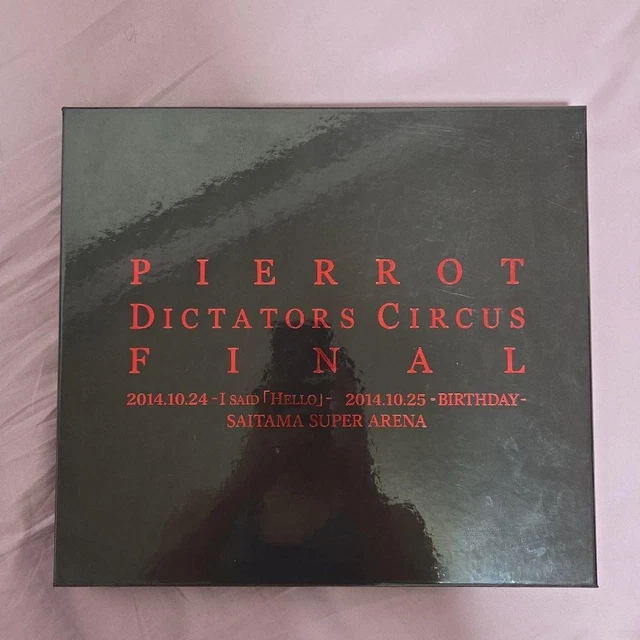 PIERROT
DICTATORS CIRCUS
FINAL
2014.10.24 -I SAID「HELLO」- 2014.10.25 -BIRTHDAY-
SAITAMA SUPER ARENA